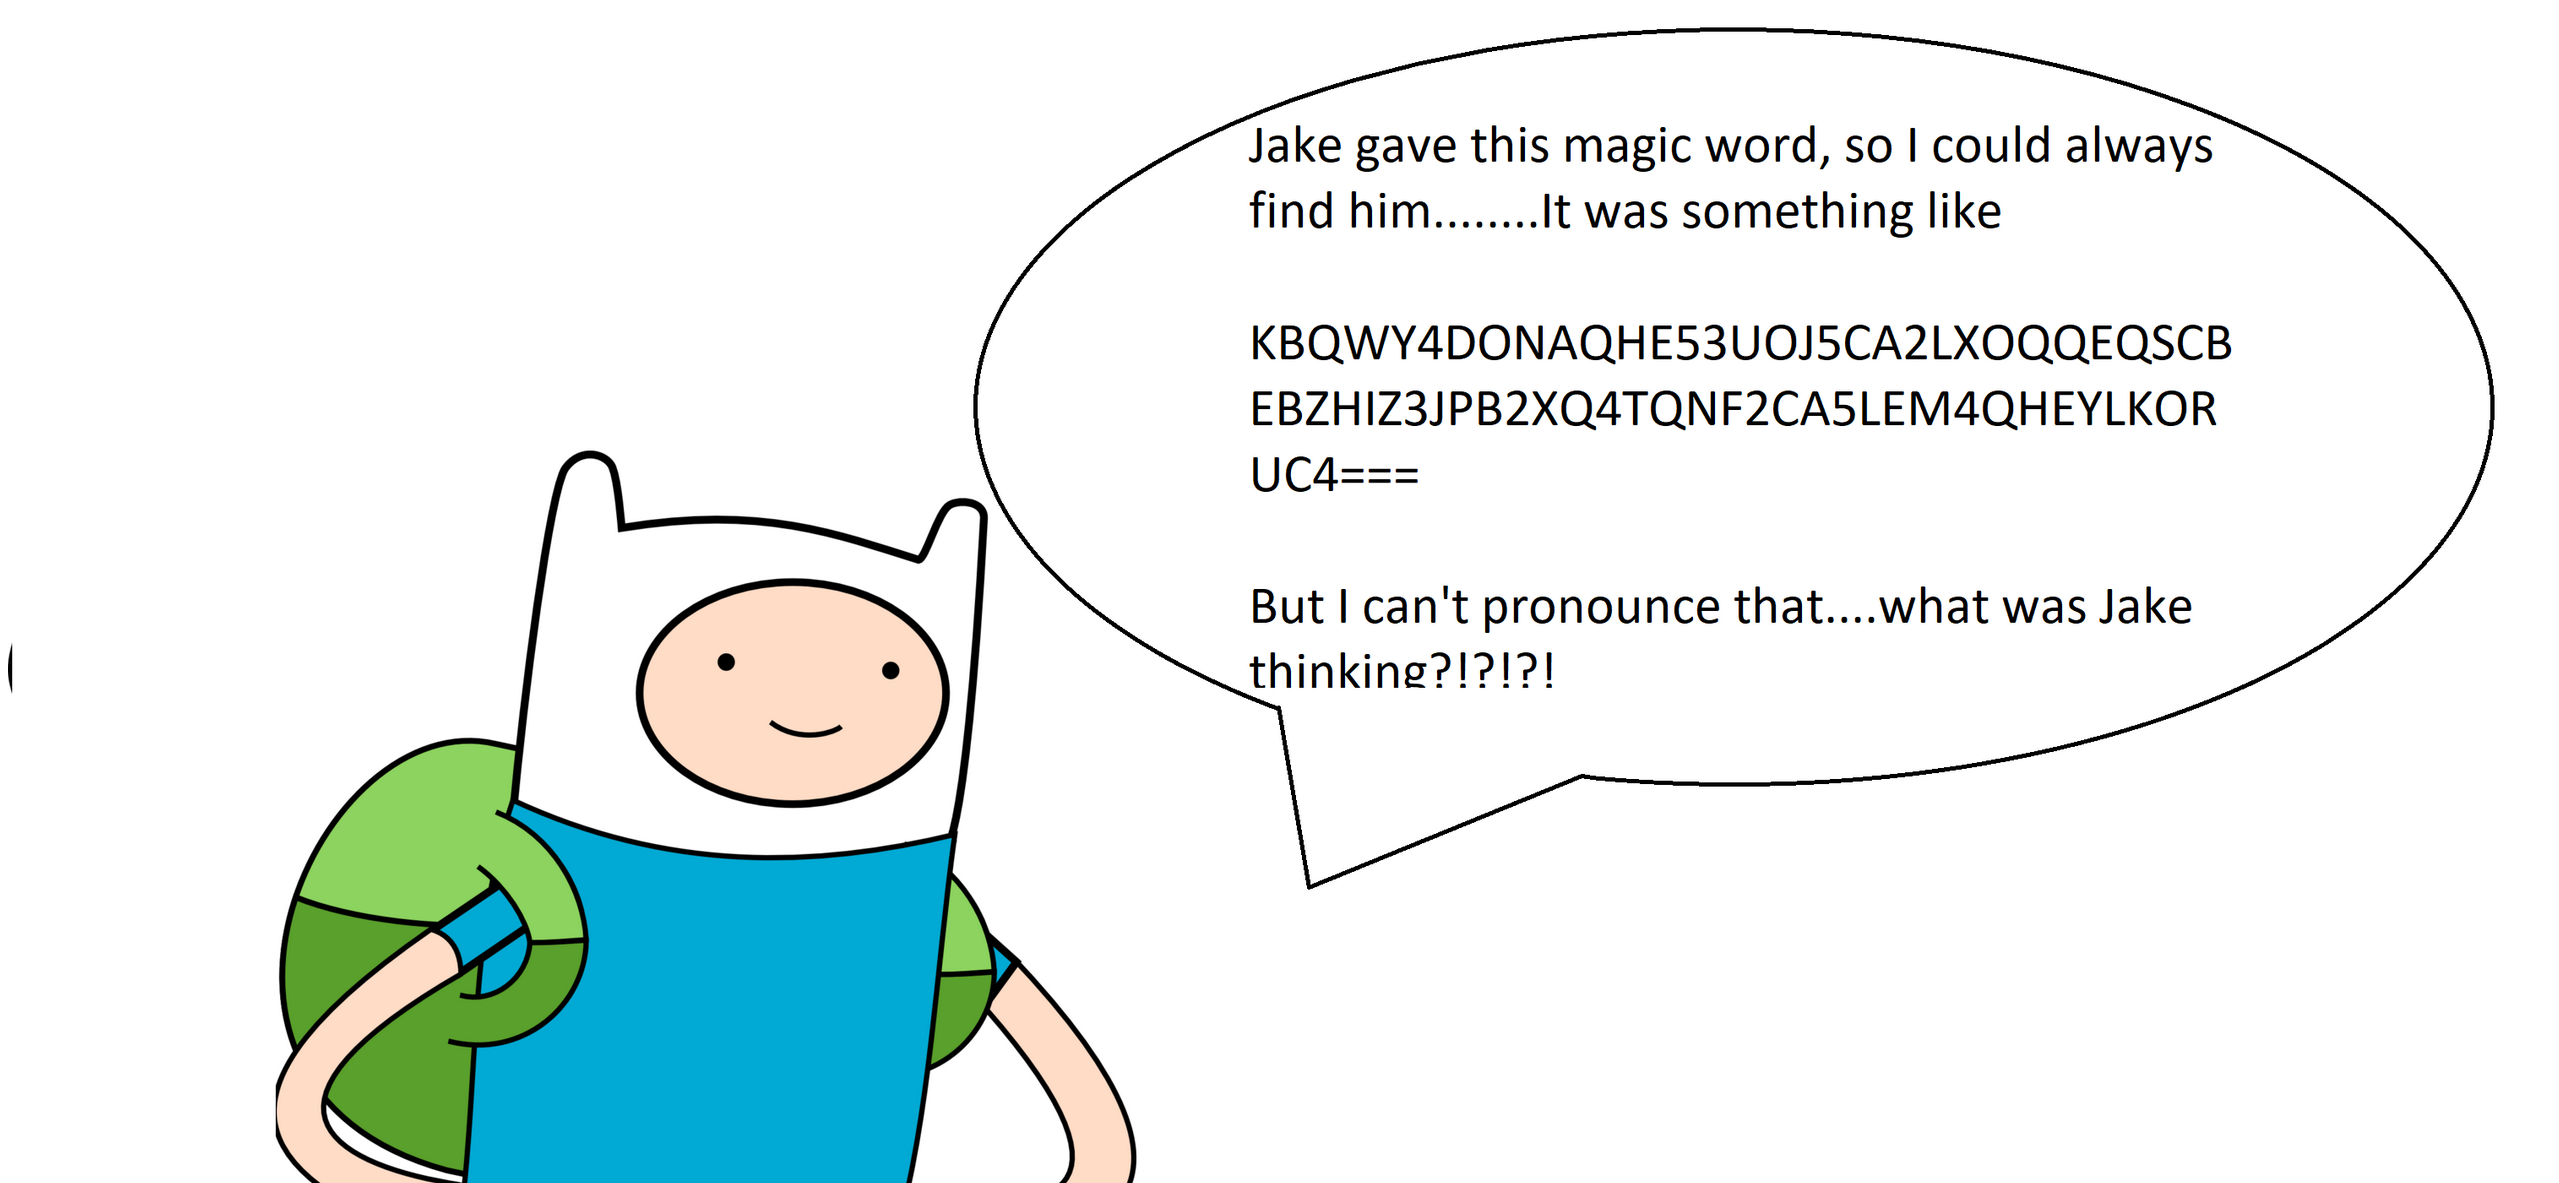 Jake gave this magic word, so I could always
find him........It was something like
KBQWY4DONAQHE53UOJ5CA2LXOQQEQSCB
EBZHIZ3JPB2XQ4TQNF2CA5LEM4QHEYLKOR
UC4===
But I can't pronounce that....what was Jake
thinking?!?!?!